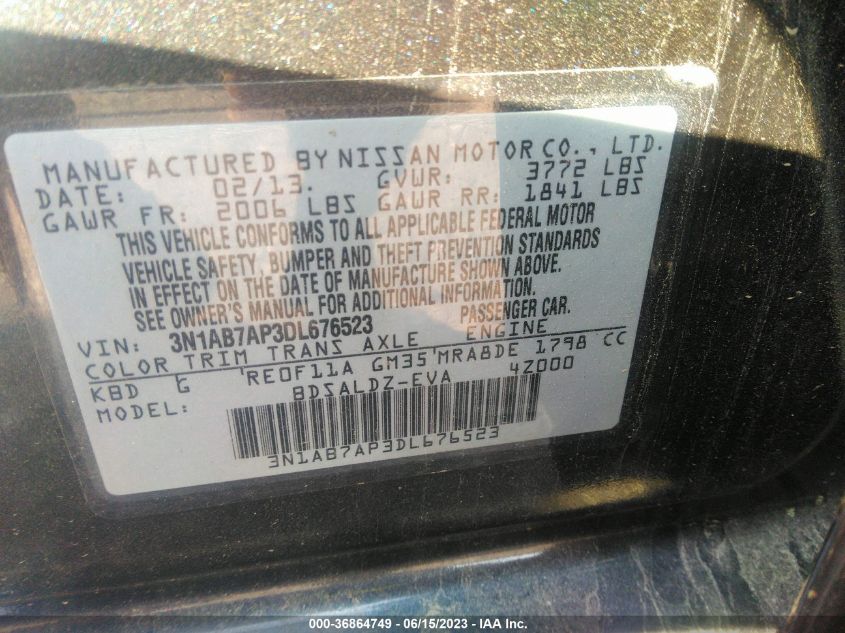 MANUFACTURED BY NISSAN MOTOR CO., LTD.
DATE: 02/13. GVWR: 3772 LBS
GAWR FR: 2006 LBS GAWR RR: 1841 LBS
THIS VEHICLE CONFORMS TO ALL APPLICABLE FEDERAL MOTOR
VEHICLE SAFETY, BUMPER AND THEFT PREVENTION STANDARDS
IN EFFECT ON THE DATE OF MANUFACTURE SHOWN ABOVE.
SEE OWNER'S MANUAL FOR ADDITIONAL INFORMATION.
VIN: 3N1AB7AP3DL676523 PASSENGER CAR.
COLOR TRIM TRANS AXLE ENGINE
KBD G 'RE0F11A GM35'MRA8DE 1798 CC
MODEL: BDSALDZ-EVA 42000
3N1AB7AP3DL676523
000-36864749 - 06/15/2023 - IAA Inc.